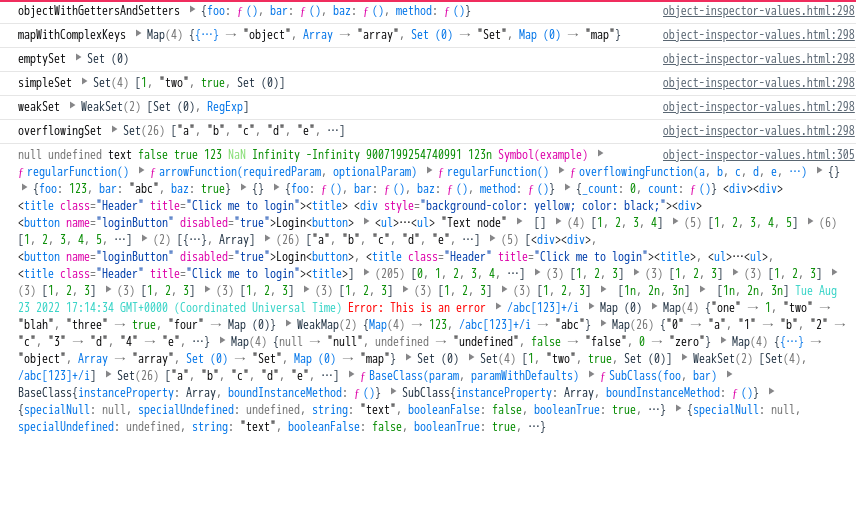 objectWithGettersAndSetters ▶ {foo: ƒ (), bar: ƒ (), baz: ƒ (), method: ƒ ()} object-inspector-values.html:298
mapWithComplexKeys ▶ Map(4) {{…} → "object", Array → "array", Set (0) → "Set", Map (0) → "map"} object-inspector-values.html:298
emptySet ▶ Set (0) object-inspector-values.html:298
simpleSet ▶ Set(4) [1, "two", true, Set (0)] object-inspector-values.html:298
weakSet ▶ WeakSet(2) [Set (0), RegExp] object-inspector-values.html:298
overflowingSet ▶ Set(26) ["a", "b", "c", "d", "e", …] object-inspector-values.html:298
null undefined text false true 123 NaN Infinity -Infinity 9007199254740991 123n Symbol(example) ▶ object-inspector-values.html:305
ƒ regularFunction() ▶ ƒ arrowFunction(requiredParam, optionalParam) ▶ ƒ regularFunction() ▶ ƒ overflowingFunction(a, b, c, d, e, …) ▶ {}
▶ {foo: 123, bar: "abc", baz: true} ▶ {} ▶ {foo: ƒ (), bar: ƒ (), baz: ƒ (), method: ƒ ()} ▶ {_count: 0, count: ƒ ()} <div><div>
<title class="Header" title="Click me to login"><title> <div style="background-color: yellow; color: black;"><div>
<button name="loginButton" disabled="true">Login<button> ▶ <ul>…<ul> "Text node" ▶ [] ▶ (4) [1, 2, 3, 4] ▶ (5) [1, 2, 3, 4, 5] ▶ (6)
[1, 2, 3, 4, 5, …] ▶ (2) [{…}, Array] ▶ (26) ["a", "b", "c", "d", "e", …] ▶ (5) [<div><div>,
<button name="loginButton" disabled="true">Login<button>, <title class="Header" title="Click me to login"><title>, <ul>…<ul>,
<title class="Header" title="Click me to login"><title>] ▶ (205) [0, 1, 2, 3, 4, …] ▶ (3) [1, 2, 3] ▶ (3) [1, 2, 3] ▶ (3) [1, 2, 3] ▶
(3) [1, 2, 3] ▶ (3) [1, 2, 3] ▶ (3) [1, 2, 3] ▶ (3) [1, 2, 3] ▶ (3) [1, 2, 3] ▶ (3) [1, 2, 3] ▶ [1n, 2n, 3n] ▶ [1n, 2n, 3n] Tue Aug
23 2022 17:14:34 GMT+0000 (Coordinated Universal Time) Error: This is an error ▶ /abc[123]+/i ▶ Map (0) ▶ Map(4) {"one" → 1, "two" →
"blah", "three" → true, "four" → Map (0)} ▶ WeakMap(2) {Map(4) → 123, /abc[123]+/i → "abc"} ▶ Map(26) {"0" → "a", "1" → "b", "2" →
"c", "3" → "d", "4" → "e", …} ▶ Map(4) {null → "null", undefined → "undefined", false → "false", 0 → "zero"} ▶ Map(4) {{…} →
"object", Array → "array", Set (0) → "Set", Map (0) → "map"} ▶ Set (0) ▶ Set(4) [1, "two", true, Set (0)] ▶ WeakSet(2) [Set(4),
/abc[123]+/i] ▶ Set(26) ["a", "b", "c", "d", "e", …] ▶ ƒ BaseClass(param, paramWithDefaults) ▶ ƒ SubClass(foo, bar) ▶
BaseClass{instanceProperty: Array, boundInstanceMethod: ƒ ()} ▶ SubClass{instanceProperty: Array, boundInstanceMethod: ƒ ()} ▶
{specialNull: null, specialUndefined: undefined, string: "text", booleanFalse: false, booleanTrue: true, …} ▶ {specialNull: null,
specialUndefined: undefined, string: "text", booleanFalse: false, booleanTrue: true, …}